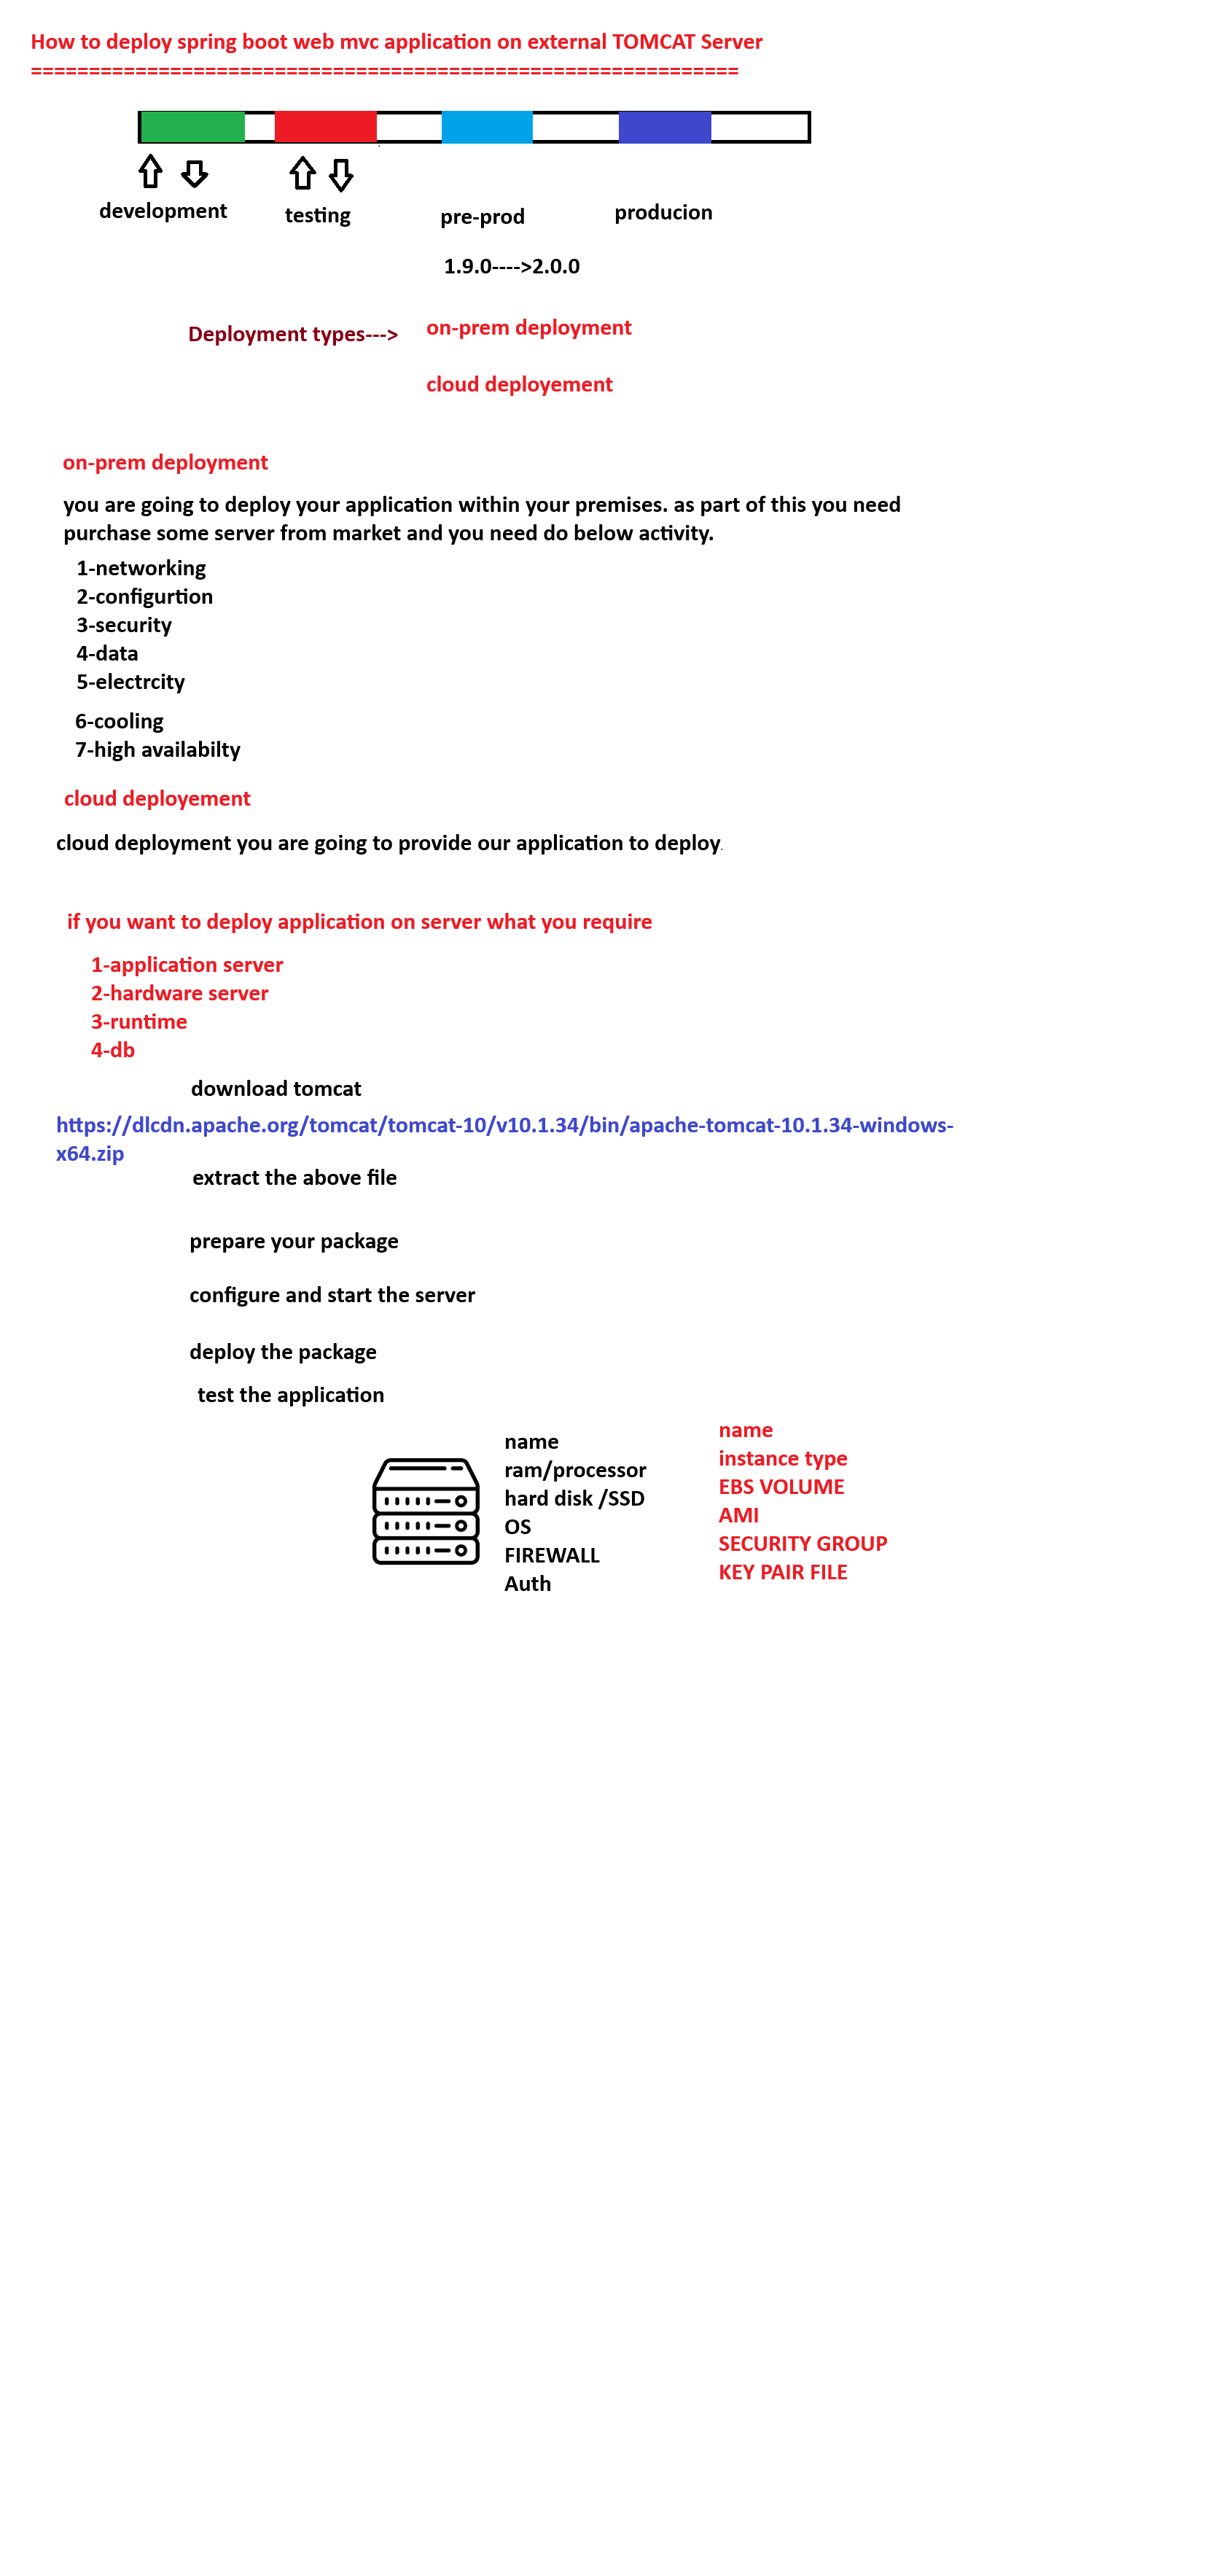 How to deploy spring boot web mvc application on external TOMCAT Server
=============================================================
development
testing
pre-prod
producion
1.9.0---->2.0.0
Deployment types--->
on-prem deployment
cloud deployement
on-prem deployment
you are going to deploy your application within your premises. as part of this you need
purchase some server from market and you need do below activity.
1-networking
2-configurtion
3-security
4-data
5-electrcity
6-cooling
7-high availabilty
cloud deployement
cloud deployment you are going to provide our application to deploy.
if you want to deploy application on server what you require
1-application server
2-hardware server
3-runtime
4-db
download tomcat
https://dlcdn.apache.org/tomcat/tomcat-10/v10.1.34/bin/apache-tomcat-10.1.34-windows-
x64.zip
extract the above file
prepare your package
configure and start the server
deploy the package
test the application
name
ram/processor
hard disk /SSD
OS
FIREWALL
Auth
name
instance type
EBS VOLUME
AMI
SECURITY GROUP
KEY PAIR FILE